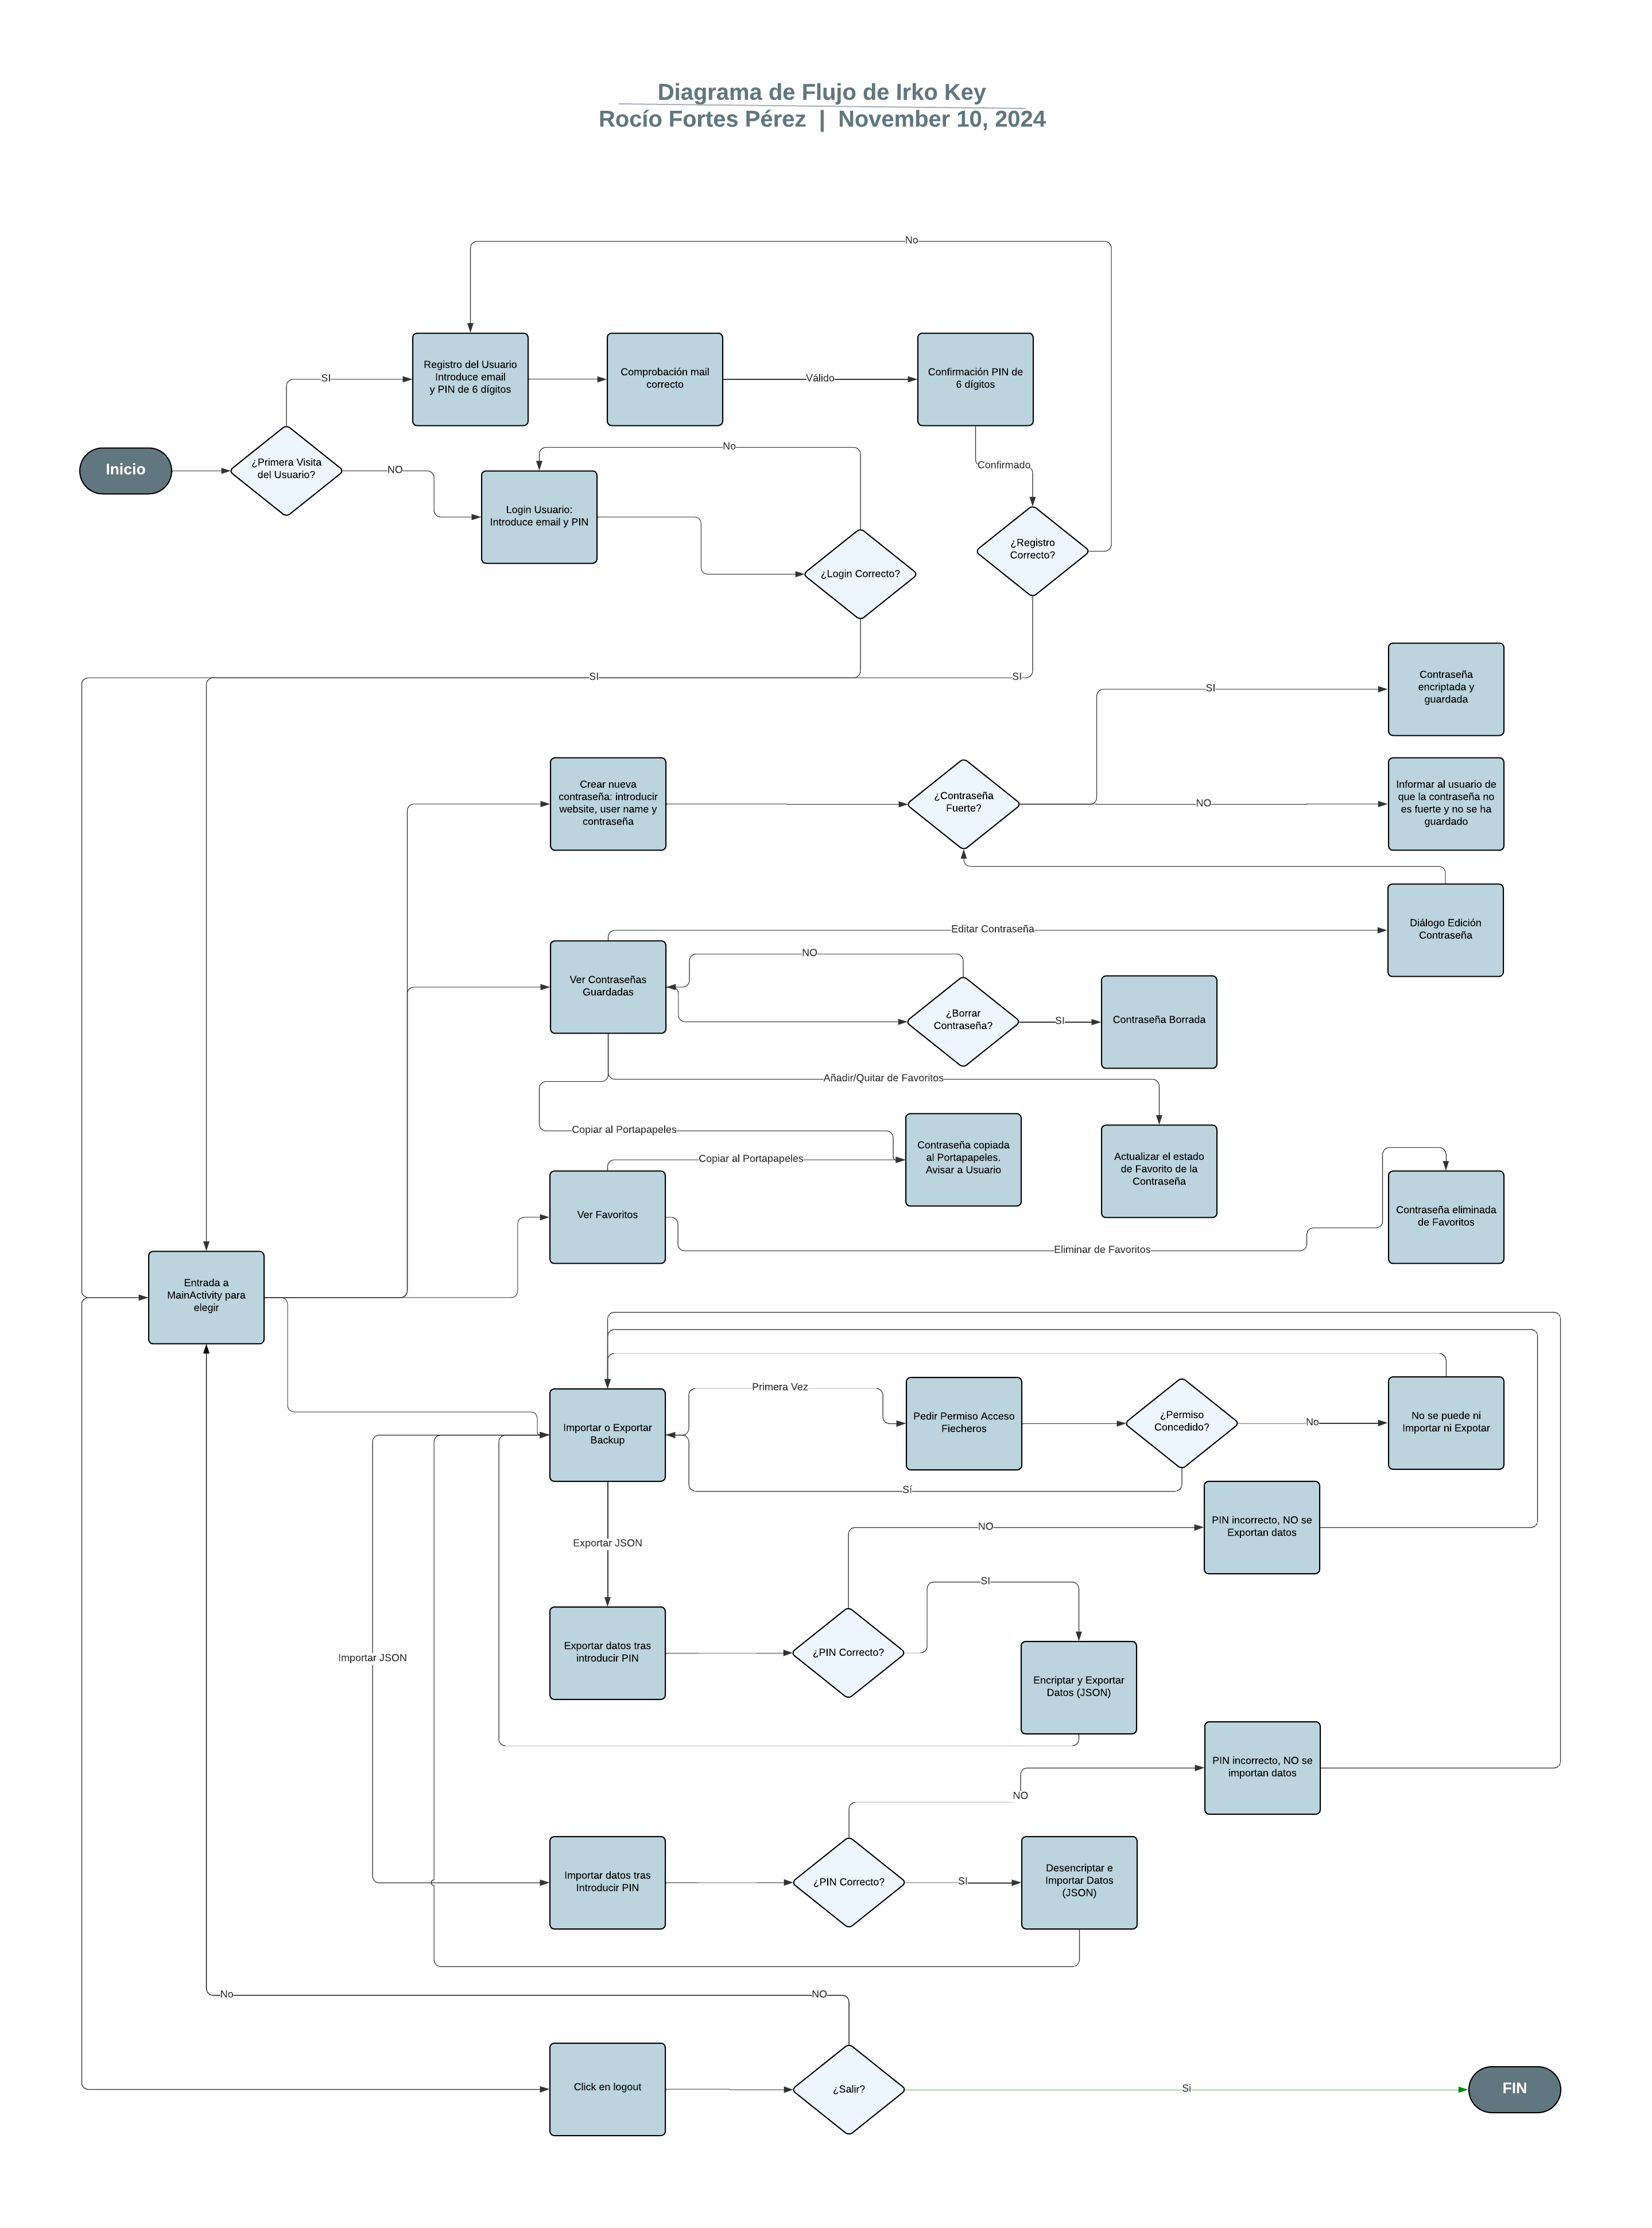 Diagrama de Flujo de Irko Key
Rocío Fortes Pérez | November 10, 2024
No
Registro del Usuario
Introduce email
y PIN de 6 dígitos
Comprobación mail
correcto
Válido
Confirmación PIN de
6 dígitos
SI
Inicio
¿Primera Visita
del Usuario?
NO
No
Confirmado
Login Usuario:
Introduce email y PIN
¿Login Correcto?
¿Registro
Correcto?
SI
SI
SI
Contraseña
encriptada y
guardada
Crear nueva
contraseña: introducir
website, user name y
contraseña
¿Contraseña
Fuerte?
NO
Informar al usuario de
que la contraseña no
es fuerte y no se ha
guardado
Editar Contraseña
Diálogo Edición
Contraseña
NO
Ver Contraseñas
Guardadas
¿Borrar
Contraseña?
SI
Contraseña Borrada
Añadir/Quitar de Favoritos
Copiar al Portapapeles
Copiar al Portapapeles
Contraseña copiada
al Portapapeles.
Avisar a Usuario
Actualizar el estado
de Favorito de la
Contraseña
Ver Favoritos
Contraseña eliminada
de Favoritos
Eliminar de Favoritos
Entrada a
MainActivity para
elegir
Primera Vez
Importar o Exportar
Backup
Pedir Permiso Acceso
Fiecheros
¿Permiso
Concedido?
No
No se puede ni
Importar ni Expotar
Sí
NO
PIN incorrecto, NO se
Exportan datos
Exportar JSON
SI
Exportar datos tras
introducir PIN
¿PIN Correcto?
Importar JSON
Encriptar y Exportar
Datos (JSON)
PIN incorrecto, NO se
importan datos
NO
Importar datos tras
Introducir PIN
¿PIN Correcto?
SI
Desencriptar e
Importar Datos
(JSON)
No
NO
Click en logout
¿Salir?
Si
FIN